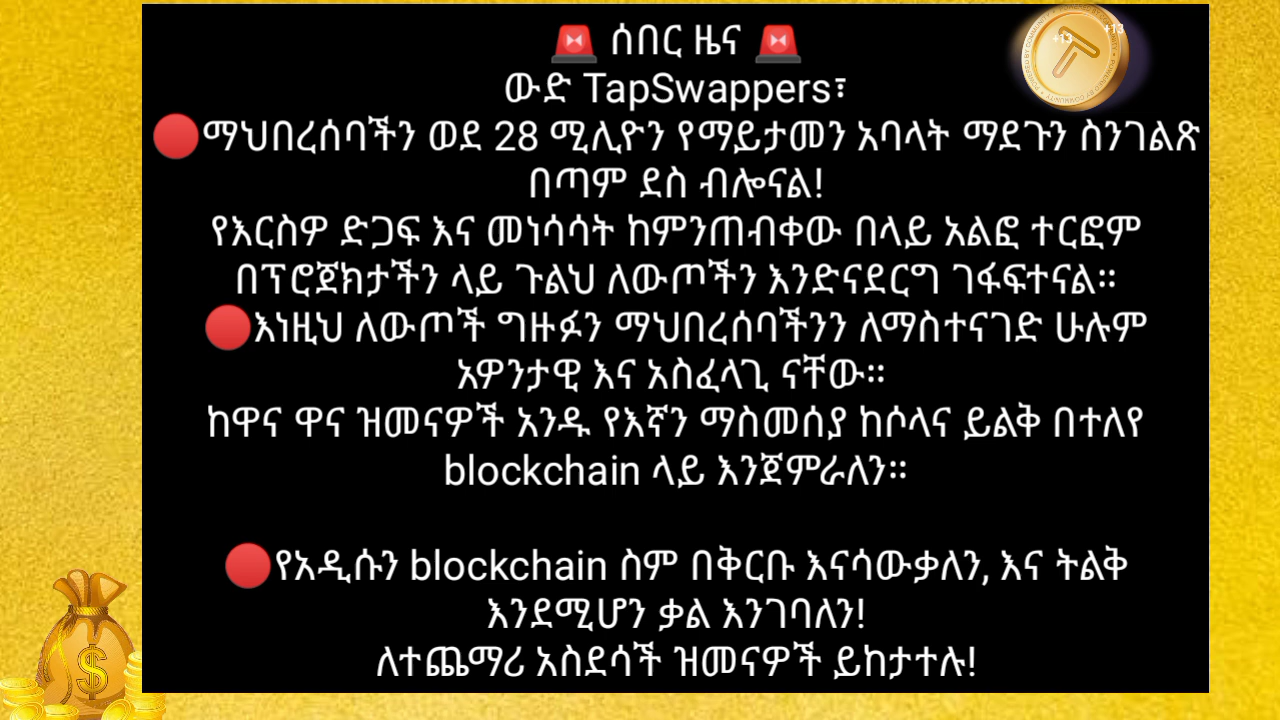 🚨 ሰበር ዜና 🚨
ውድ TapSwappers፣
🔴ማህበረሰባችን ወደ 28 ሚሊዮን የማይታመን አባላት ማደጉን ስንገልጽ
በጣም ደስ ብሎናል!
የእርስዎ ድጋፍ እና መነሳሳት ከምንጠብቀው በላይ አልፎ ተርፎም
በፕሮጀክታችን ላይ ጉልህ ለውጦችን እንድናደርግ ገፋፍተናል።
🔴እነዚህ ለውጦች ግዙፉን ማህበረሰባችንን ለማስተናገድ ሁሉም
አዎንታዊ እና አስፈላጊ ናቸው።
ከዋና ዋና ዝመናዎች አንዱ የእኛን ማስመሰያ ከሶላና ይልቅ በተለየ
blockchain ላይ እንጀምራለን።
🔴የአዲሱን blockchain ስም በቅርቡ እናሳውቃለን, እና ትልቅ
እንደሚሆን ቃል እንገባለን!
ለተጨማሪ አስደሳች ዝመናዎች ይከታተሉ!
+13
+13
$